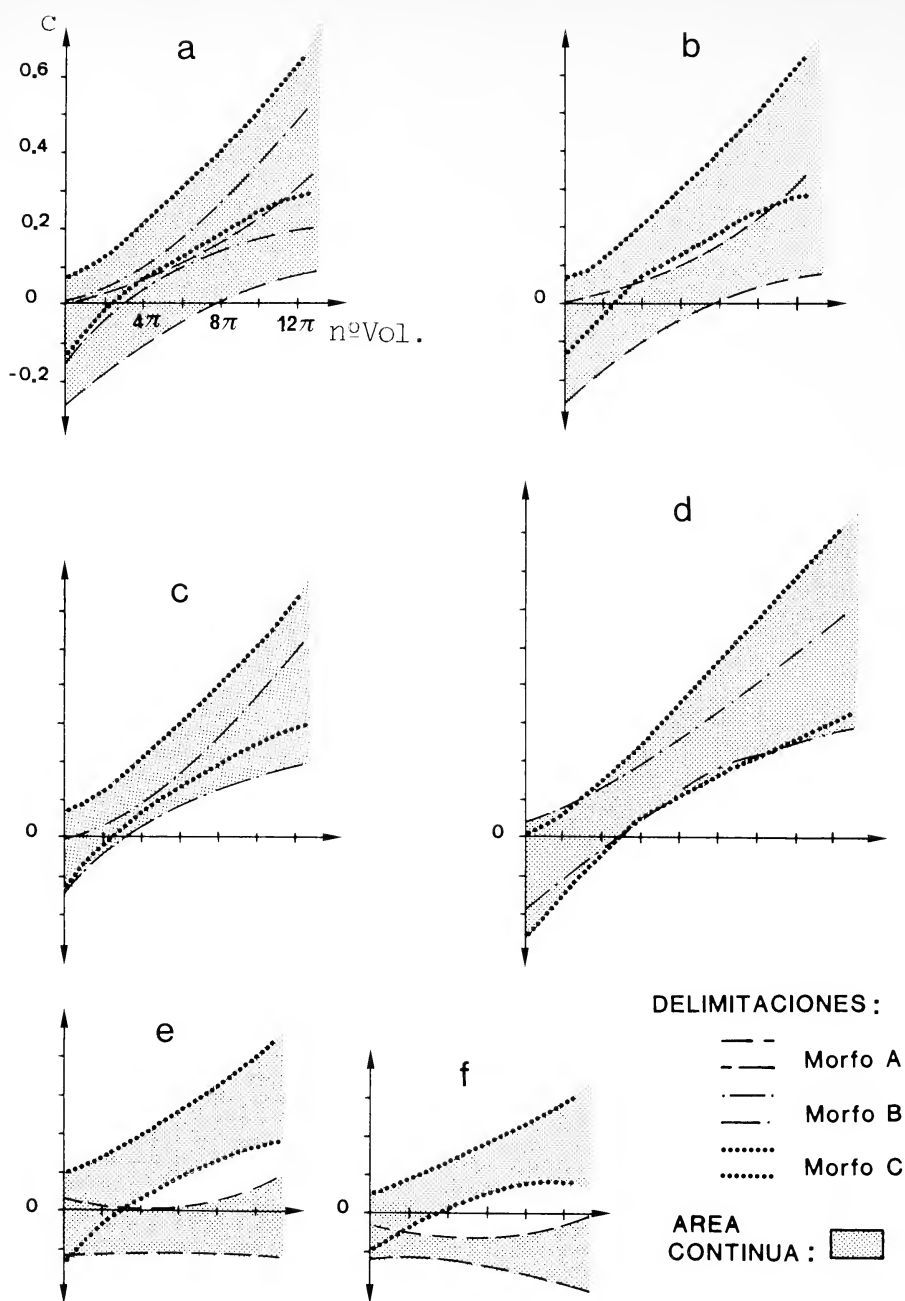 C
a
b
0.6
0.4
0.2
0
0
4π
8π
12π
nºVol.
-0.2
c
d
0
0
e
f
0
0
DELIMITACIONES:
Morfo A
Morfo B
Morfo C
AREA
CONTINUA: